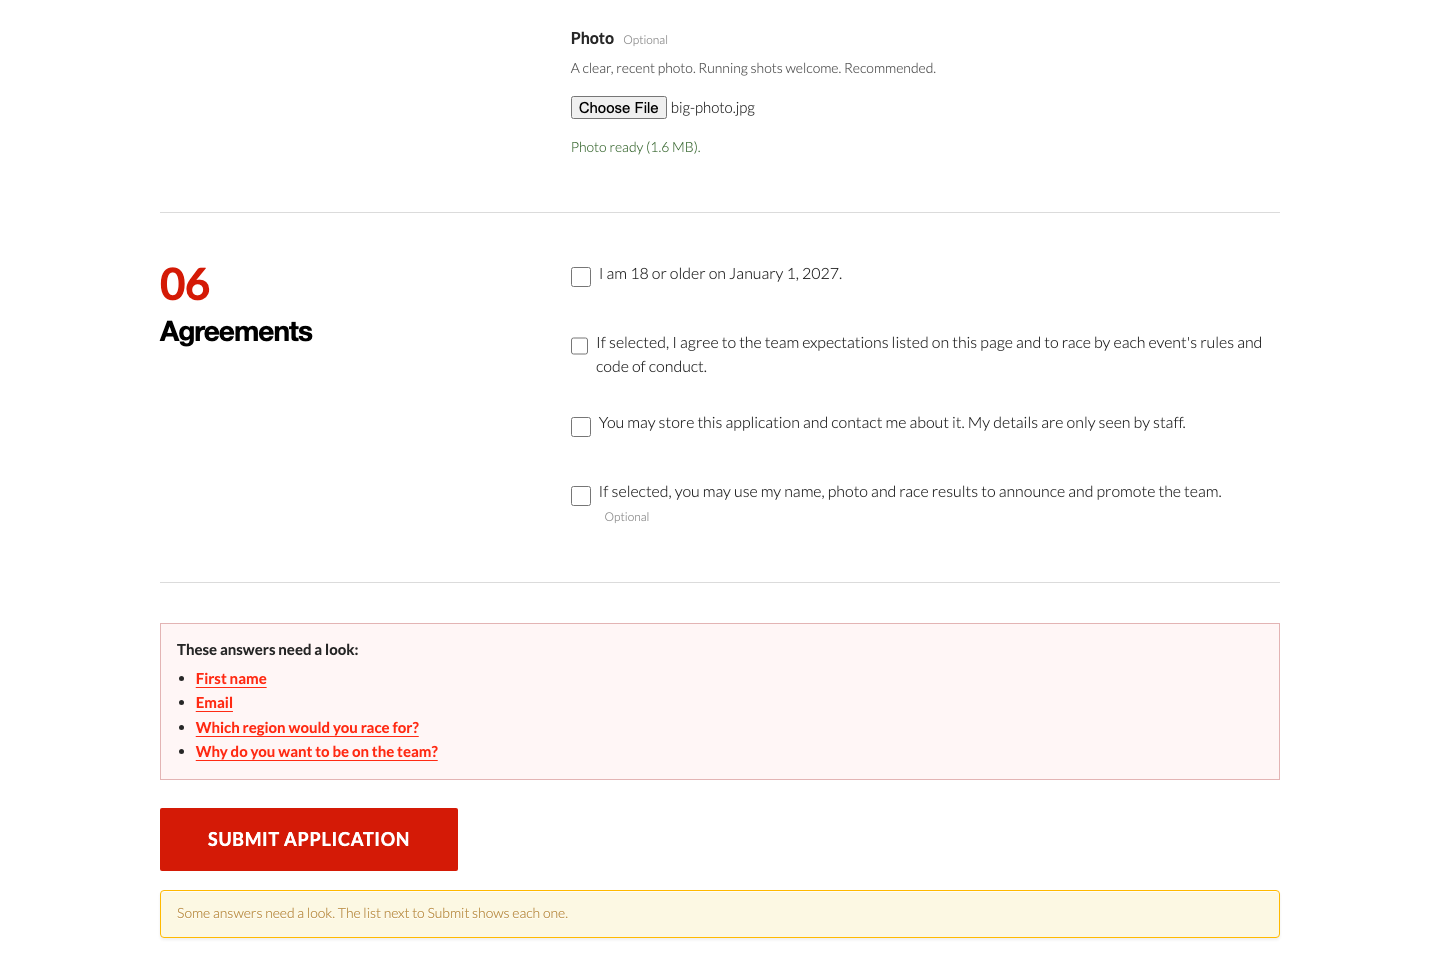 Photo Optional
A clear, recent photo. Running shots welcome. Recommended.
Choose File big-photo.jpg
Photo ready (1.6 MB).
06
Agreements
I am 18 or older on January 1, 2027.
If selected, I agree to the team expectations listed on this page and to race by each event's rules and
code of conduct.
You may store this application and contact me about it. My details are only seen by staff.
If selected, you may use my name, photo and race results to announce and promote the team.
Optional
These answers need a look:
First name
Email
Which region would you race for?
Why do you want to be on the team?
SUBMIT APPLICATION
Some answers need a look. The list next to Submit shows each one.